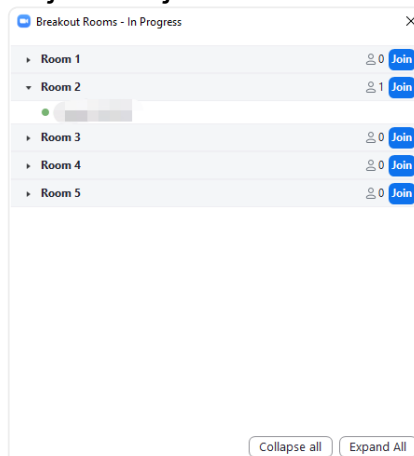 Breakout Rooms - In Progress
Room 1 0 Join
Room 2 1 Join
Room 3 0 Join
Room 4 0 Join
Room 5 0 Join
Collapse all Expand All